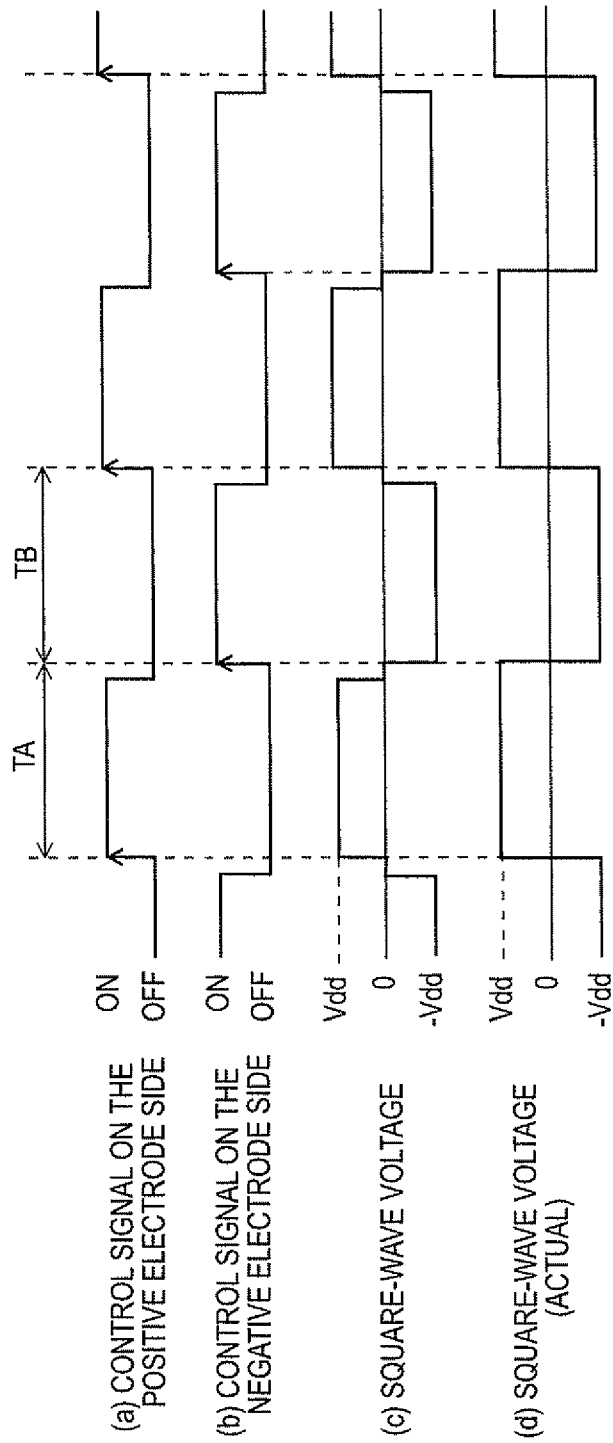 TA
TB
(a) CONTROL SIGNAL ON THE
POSITIVE ELECTRODE SIDE
ON
OFF
(b) CONTROL SIGNAL ON THE
NEGATIVE ELECTRODE SIDE
ON
OFF
(c) SQUARE-WAVE VOLTAGE
Vdd
0
-Vdd
(d) SQUARE-WAVE VOLTAGE
(ACTUAL)
Vdd
0
-Vdd